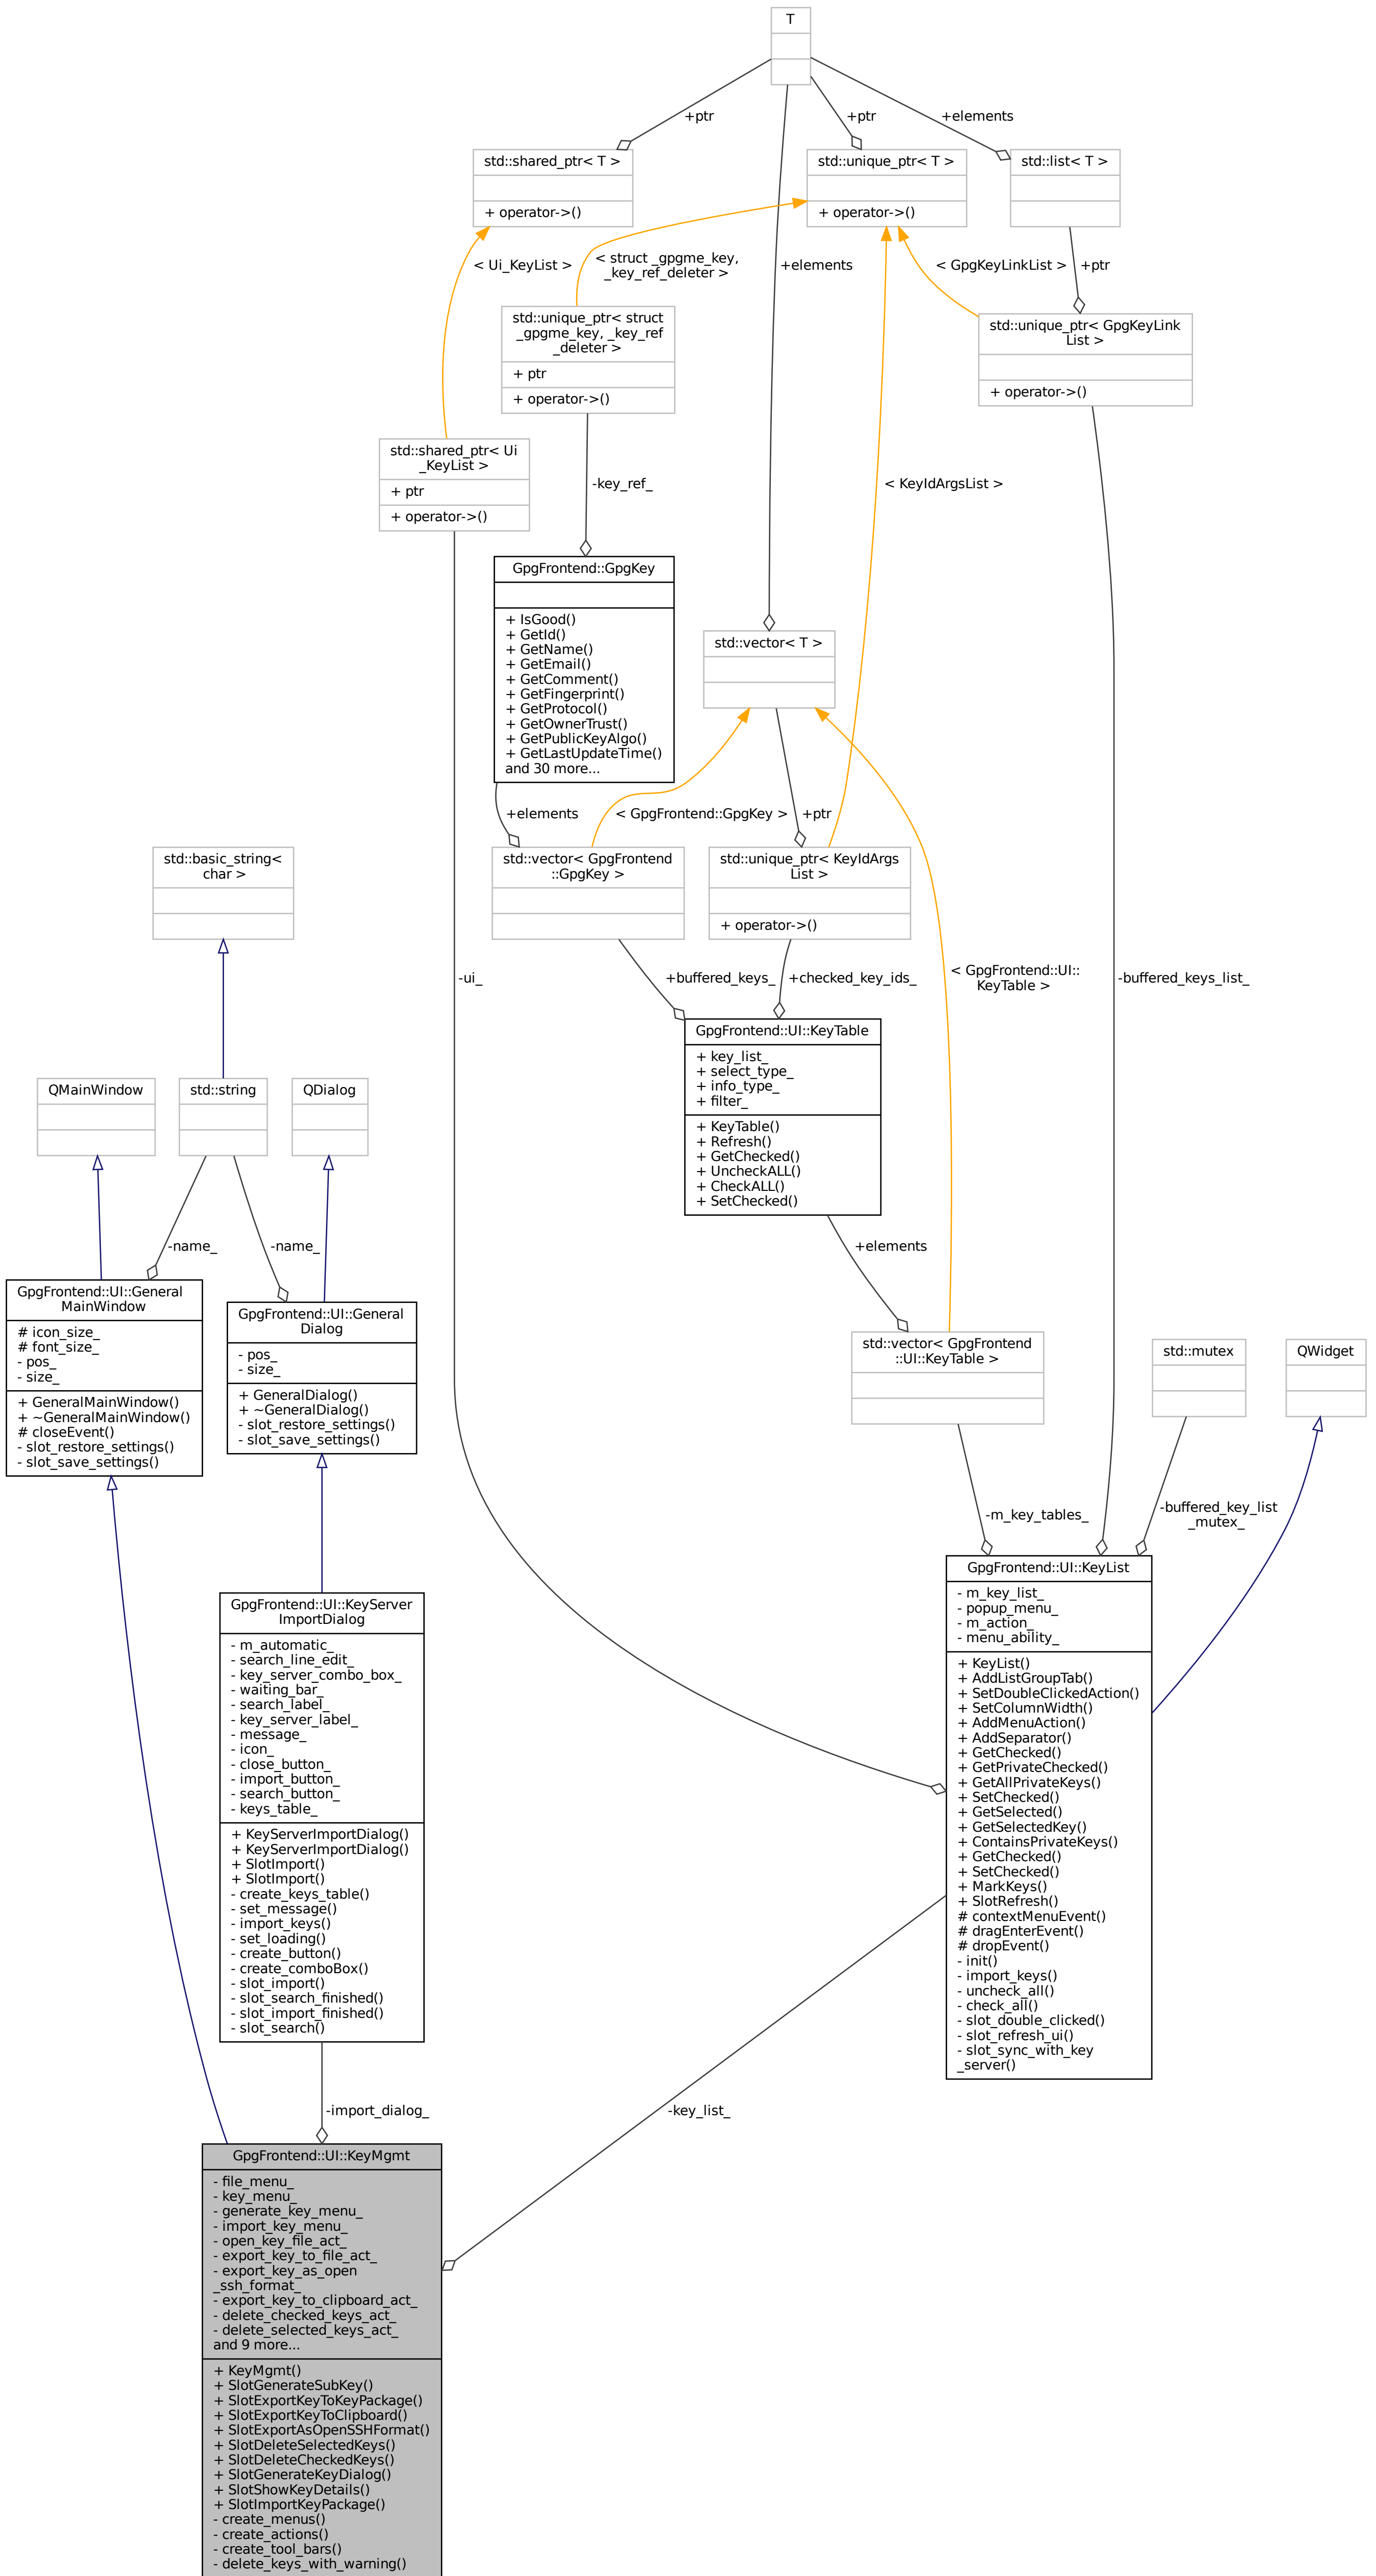 T
+ptr
+ptr
+elements
std::shared_ptr< T >
+ operator->()
std::unique_ptr< T >
+ operator->()
std::list< T >
< Ui_KeyList >
< struct _gpgme_key,
_key_ref_deleter >
+elements
< GpgKeyLinkList >
+ptr
std::unique_ptr< struct
_gpgme_key, _key_ref
_deleter >
+ ptr
+ operator->()
std::unique_ptr< GpgKeyLink
List >
+ operator->()
std::shared_ptr< Ui
_KeyList >
+ ptr
+ operator->()
-key_ref_
< KeyIdArgsList >
GpgFrontend::GpgKey
+ IsGood()
+ GetId()
+ GetName()
+ GetEmail()
+ GetComment()
+ GetFingerprint()
+ GetProtocol()
+ GetOwnerTrust()
+ GetPublicKeyAlgo()
+ GetLastUpdateTime()
and 30 more...
std::vector< T >
+elements
< GpgFrontend::GpgKey >
+ptr
std::basic_string<
char >
std::vector< GpgFrontend
::GpgKey >
std::unique_ptr< KeyIdArgs
List >
+ operator->()
-ui_
+buffered_keys_
+checked_key_ids_
< GpgFrontend::UI::
KeyTable >
-buffered_keys_list_
GpgFrontend::UI::KeyTable
+ key_list_
+ select_type_
+ info_type_
+ filter_
+ KeyTable()
+ Refresh()
+ GetChecked()
+ UncheckALL()
+ CheckALL()
+ SetChecked()
QMainWindow
std::string
QDialog
-name_
-name_
+elements
GpgFrontend::UI::General
MainWindow
# icon_size_
# font_size_
- pos_
- size_
+ GeneralMainWindow()
+ ~GeneralMainWindow()
# closeEvent()
- slot_restore_settings()
- slot_save_settings()
GpgFrontend::UI::General
Dialog
- pos_
- size_
+ GeneralDialog()
+ ~GeneralDialog()
- slot_restore_settings()
- slot_save_settings()
std::vector< GpgFrontend
::UI::KeyTable >
std::mutex
QWidget
-m_key_tables_
-buffered_key_list
_mutex_
GpgFrontend::UI::KeyList
- m_key_list_
- popup_menu_
- m_action_
- menu_ability_
+ KeyList()
+ AddListGroupTab()
+ SetDoubleClickedAction()
+ SetColumnWidth()
+ AddMenuAction()
+ AddSeparator()
+ GetChecked()
+ GetPrivateChecked()
+ GetAllPrivateKeys()
+ SetChecked()
+ GetSelected()
+ GetSelectedKey()
+ ContainsPrivateKeys()
+ GetChecked()
+ SetChecked()
+ MarkKeys()
+ SlotRefresh()
# contextMenuEvent()
# dragEnterEvent()
# dropEvent()
- init()
- import_keys()
- uncheck_all()
- check_all()
- slot_double_clicked()
- slot_refresh_ui()
- slot_sync_with_key
_server()
GpgFrontend::UI::KeyServer
ImportDialog
- m_automatic_
- search_line_edit_
- key_server_combo_box_
- waiting_bar_
- search_label_
- key_server_label_
- message_
- icon_
- close_button_
- import_button_
- search_button_
- keys_table_
+ KeyServerImportDialog()
+ KeyServerImportDialog()
+ SlotImport()
+ SlotImport()
- create_keys_table()
- set_message()
- import_keys()
- set_loading()
- create_button()
- create_comboBox()
- slot_import()
- slot_search_finished()
- slot_import_finished()
- slot_search()
-import_dialog_
-key_list_
GpgFrontend::UI::KeyMgmt
- file_menu_
- key_menu_
- generate_key_menu_
- import_key_menu_
- open_key_file_act_
- export_key_to_file_act_
- export_key_as_open
_ssh_format_
- export_key_to_clipboard_act_
- delete_checked_keys_act_
- delete_selected_keys_act_
and 9 more...
+ KeyMgmt()
+ SlotGenerateSubKey()
+ SlotExportKeyToKeyPackage()
+ SlotExportKeyToClipboard()
+ SlotExportAsOpenSSHFormat()
+ SlotDeleteSelectedKeys()
+ SlotDeleteCheckedKeys()
+ SlotGenerateKeyDialog()
+ SlotShowKeyDetails()
+ SlotImportKeyPackage()
- create_menus()
- create_actions()
- create_tool_bars()
- delete_keys_with_warning()